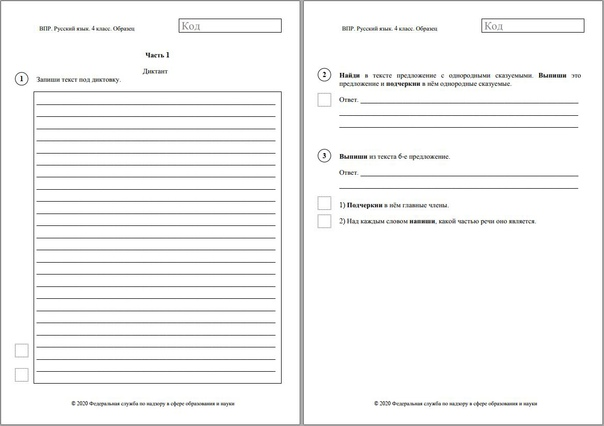 ВПР. Русский язык. 4 класс. Образец
Код
Часть 1
Диктант
1 Запиши текст под диктовку.
© 2020 Федеральная служба по надзору в сфере образования и науки
ВПР. Русский язык. 4 класс. Образец
Код
2 Найди в тексте предложение с однородными сказуемыми. Выпиши это
предложение и подчеркни в нём однородные сказуемые.
Ответ.
3 Выпиши из текста 6-е предложение.
Ответ.
1) Подчеркни в нём главные члены.
2) Над каждым словом напиши, какой частью речи оно является.
© 2020 Федеральная служба по надзору в сфере образования и науки